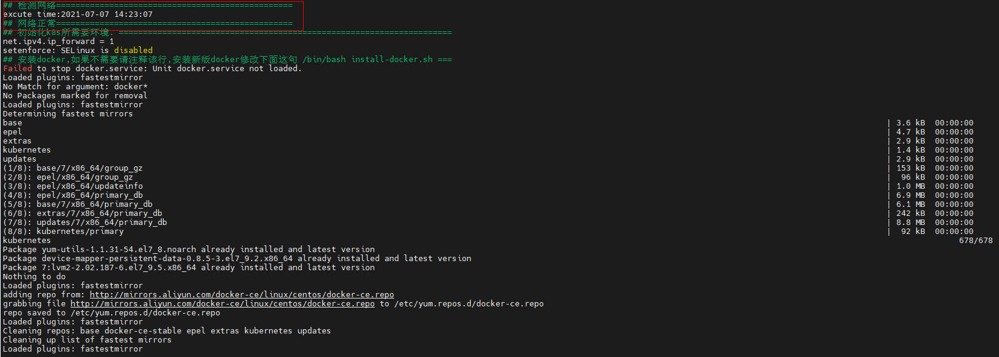 ## 检测网络=================================================
excute time:2021-07-07 14:23:07
## 网络正常=================================================
## 初始化k8s所需要环境. =====================================================================
net.ipv4.ip_forward = 1
setenforce: SELinux is disabled
## 安装docker,如果不需要请注释该行,安装新版docker修改下面这句 /bin/bash install-docker.sh ===
Failed to stop docker.service: Unit docker.service not loaded.
Loaded plugins: fastestmirror
No Match for argument: docker*
No Packages marked for removal
Loaded plugins: fastestmirror
Determining fastest mirrors
base | 3.6 kB 00:00:00
epel | 4.7 kB 00:00:00
extras | 2.9 kB 00:00:00
kubernetes | 1.4 kB 00:00:00
updates | 2.9 kB 00:00:00
(1/8): base/7/x86_64/group_gz | 153 kB 00:00:00
(2/8): epel/x86_64/group_gz | 96 kB 00:00:00
(3/8): epel/x86_64/updateinfo | 1.0 MB 00:00:00
(4/8): epel/x86_64/primary_db | 6.9 MB 00:00:00
(5/8): base/7/x86_64/primary_db | 6.1 MB 00:00:00
(6/8): extras/7/x86_64/primary_db | 242 kB 00:00:00
(7/8): updates/7/x86_64/primary_db | 8.8 MB 00:00:00
(8/8): kubernetes/primary | 92 kB 00:00:00
kubernetes 678/678
Package yum-utils-1.1.31-54.el7_8.noarch already installed and latest version
Package device-mapper-persistent-data-0.8.5-3.el7_9.2.x86_64 already installed and latest version
Package 7:lvm2-2.02.187-6.el7_9.5.x86_64 already installed and latest version
Nothing to do
Loaded plugins: fastestmirror
adding repo from: http://mirrors.aliyun.com/docker-ce/linux/centos/docker-ce.repo
grabbing file http://mirrors.aliyun.com/docker-ce/linux/centos/docker-ce.repo to /etc/yum.repos.d/docker-ce.repo
repo saved to /etc/yum.repos.d/docker-ce.repo
Loaded plugins: fastestmirror
Cleaning repos: base docker-ce-stable epel extras kubernetes updates
Cleaning up list of fastest mirrors
Loaded plugins: fastestmirror